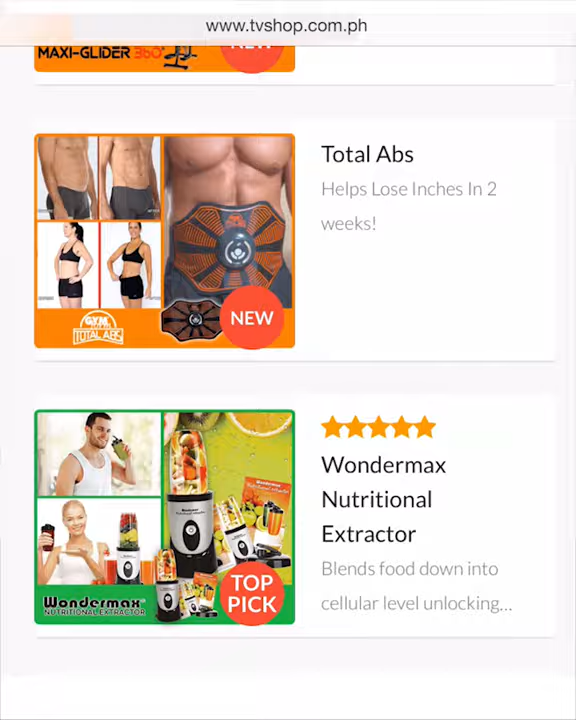 www.tvshop.com.ph
MAXI-GLIDER 360°
NEW
Total Abs
Helps Lose Inches In 2
weeks!
GYM
TOTAL ABS
NEW
Wondermax
Nutritional
Extractor
Blends food down into
cellular level unlocking...
Wondermax
NUTRITIONAL EXTRACTOR
TOP
PICK